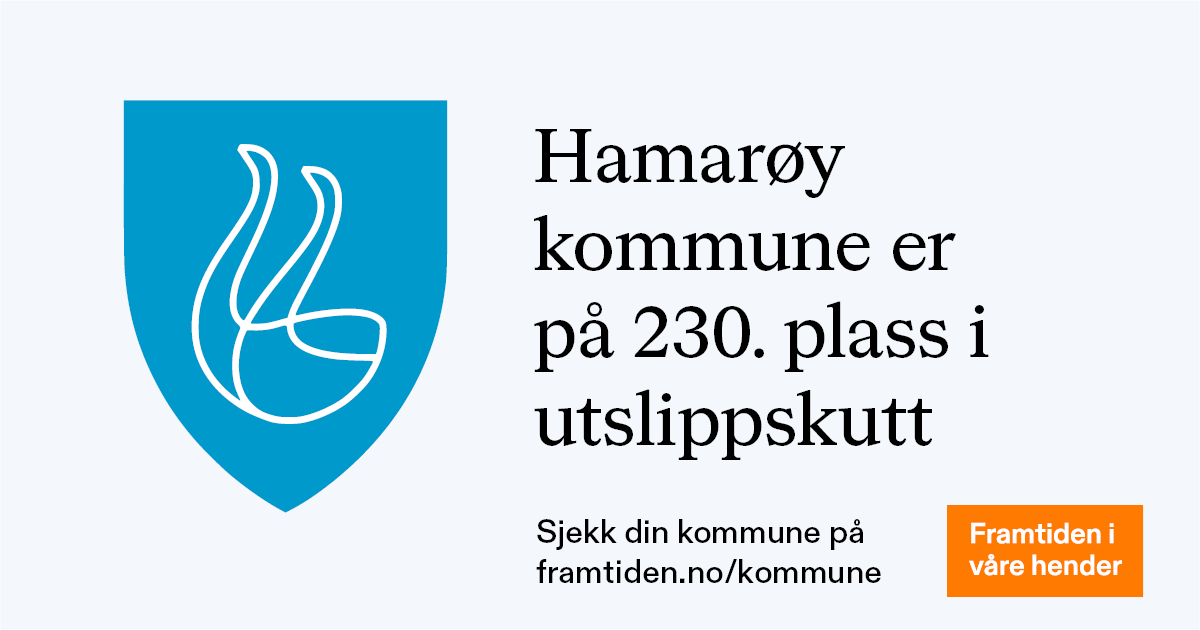 Hamarøy
kommune er
på 230. plass i
utslippskutt
Sjekk din kommune på
framtiden.no/kommune
Framtiden i
våre hender